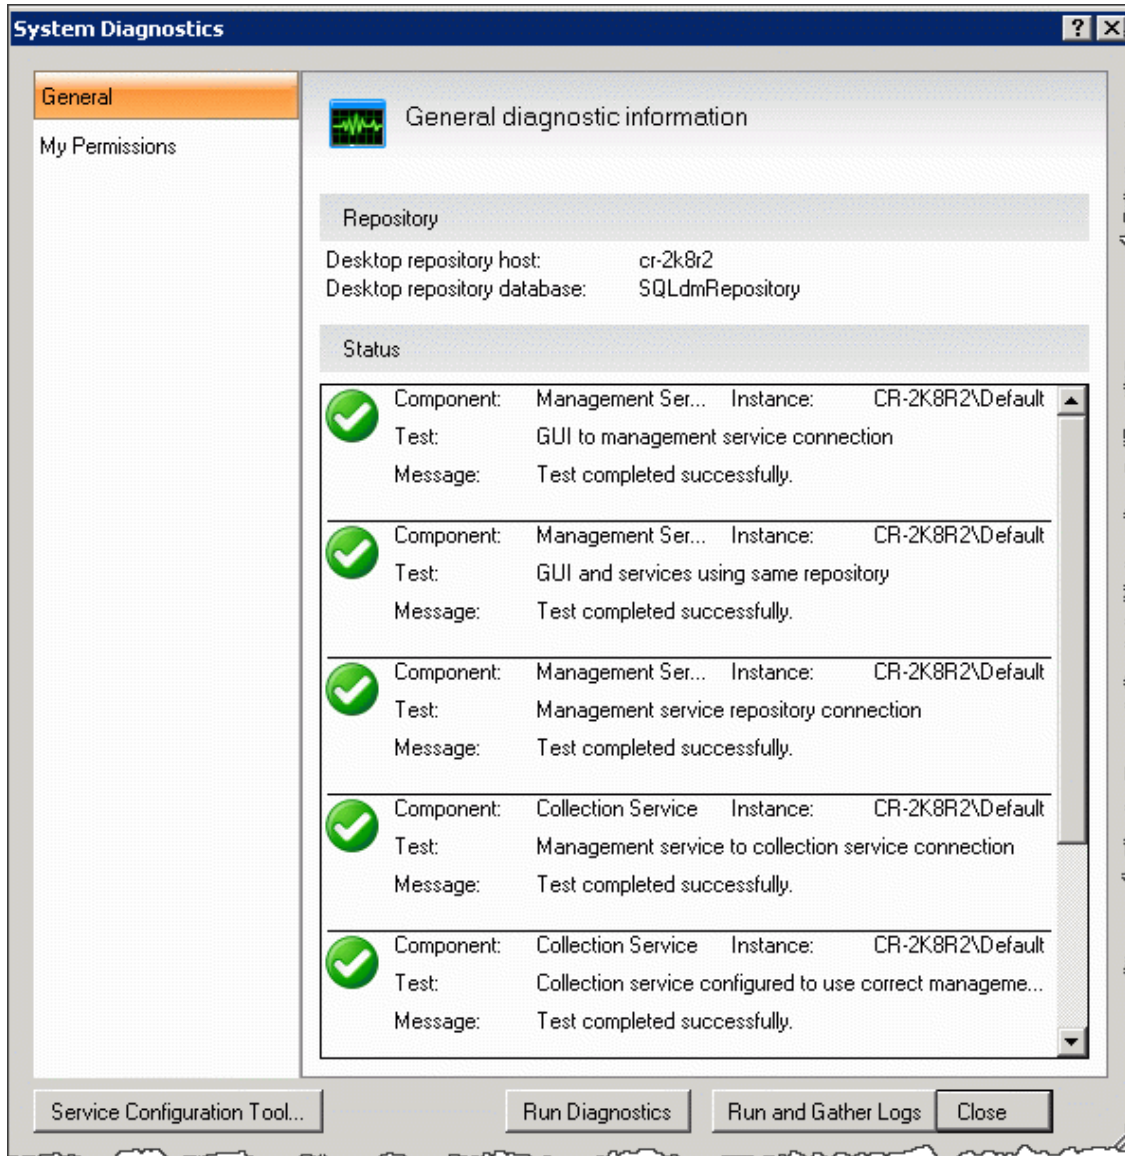 System Diagnostics
General
My Permissions
General diagnostic information
Repository
Desktop repository host: cr-2k8r2
Desktop repository database: SQLdmRepository
Status
Component: Management Ser... Instance: CR-2K8R2\Default
Test: GUI to management service connection
Message: Test completed successfully.
Component: Management Ser... Instance: CR-2K8R2\Default
Test: GUI and services using same repository
Message: Test completed successfully.
Component: Management Ser... Instance: CR-2K8R2\Default
Test: Management service repository connection
Message: Test completed successfully.
Component: Collection Service Instance: CR-2K8R2\Default
Test: Management service to collection service connection
Message: Test completed successfully.
Component: Collection Service Instance: CR-2K8R2\Default
Test: Collection service configured to use correct manageme...
Message: Test completed successfully.
Service Configuration Tool... Run Diagnostics Run and Gather Logs Close